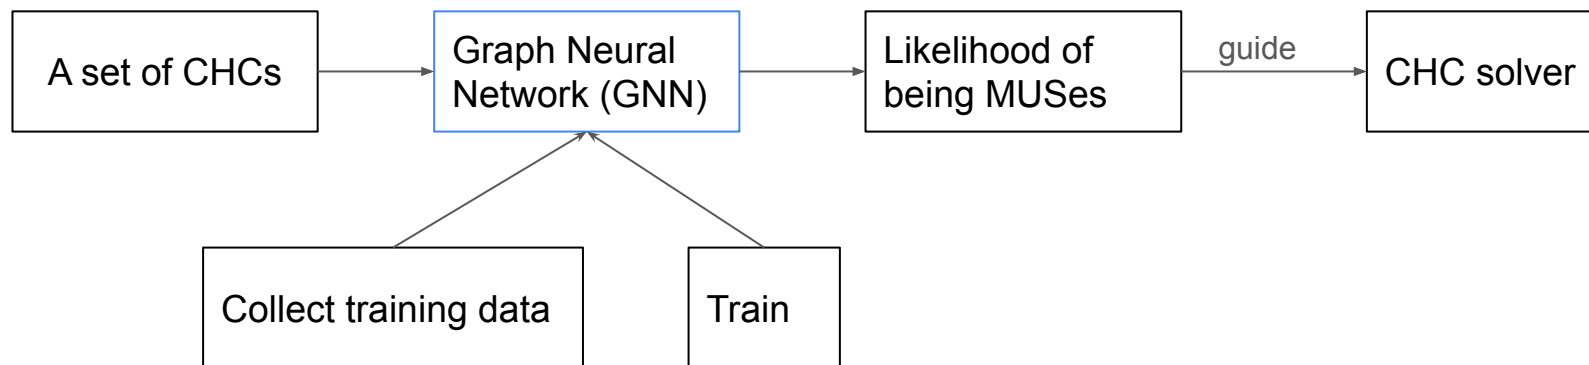 A set of CHCs
Graph Neural
Network (GNN)
Likelihood of
being MUSes
guide
CHC solver
Collect training data
Train